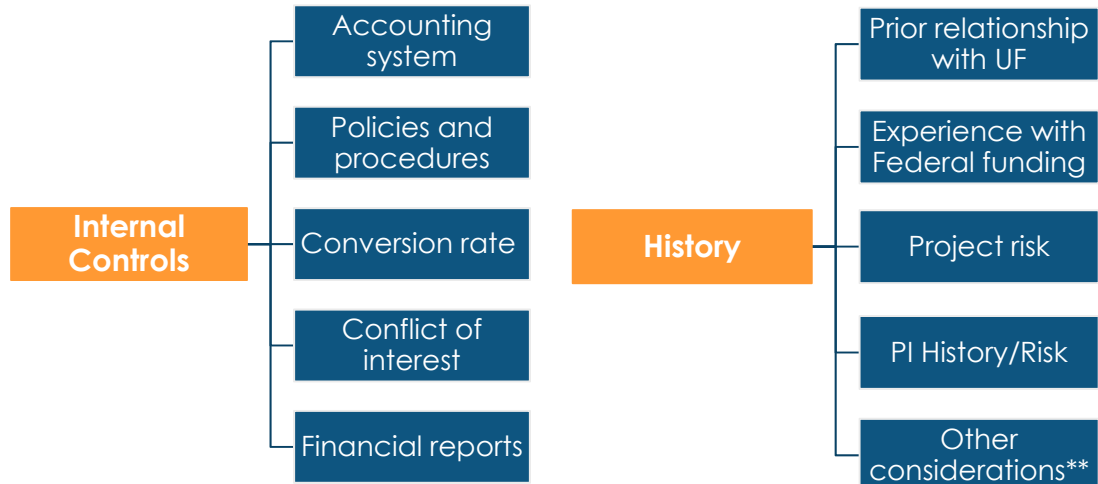 Internal
Controls
Accounting
system
Policies and
procedures
Conversion rate
Conflict of
interest
Financial reports
History
Prior relationship
with UF
Experience with
Federal funding
Project risk
PI History/Risk
Other
considerations**